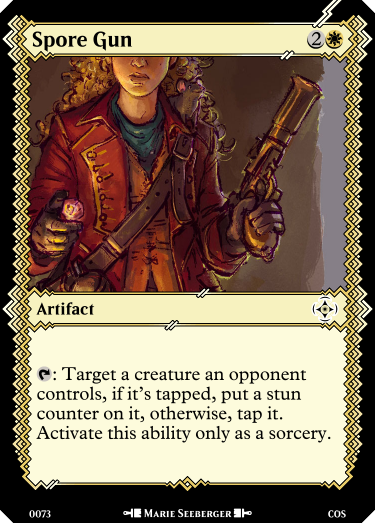 Spore Gun 2
Artifact
: Target a creature an opponent
controls, if it's tapped, put a stun
counter on it, otherwise, tap it.
Activate this ability only as a sorcery.
0073 Marie Seeberger COS